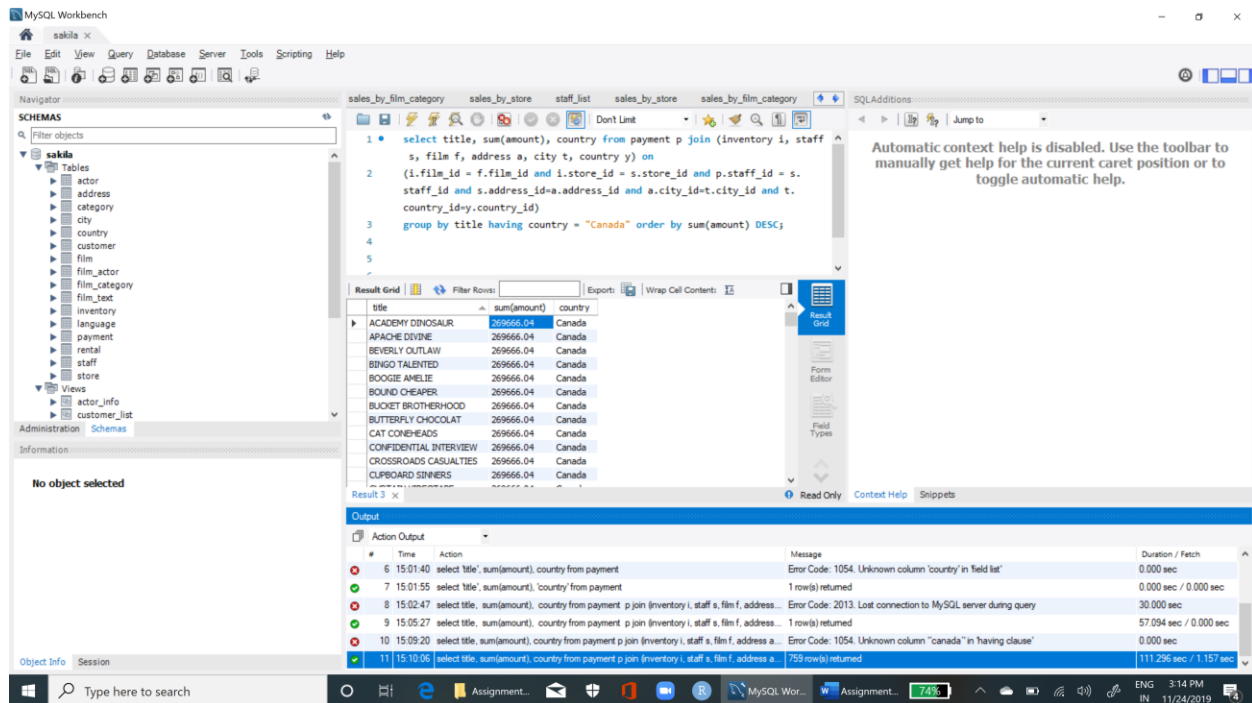 MySQL Workbench
sakila ×
File Edit View Query Database Server Tools Scripting Help
Navigator
SCHEMAS
Filter objects
sakila
Tables
actor
address
category
city
country
customer
film
film_actor
film_category
film_text
inventory
language
payment
rental
staff
store
Views
actor_info
customer_list
Administration Schemas
Information
No object selected
Object Info Session
sales_by_film_category sales_by_store staff_list sales_by_store sales_by_film_category
Don't Limit
1 select title, sum(amount), country from payment p join (inventory i, staff
s, film f, address a, city t, country y) on
2 (i.film_id = f.film_id and i.store_id = s.store_id and p.staff_id = s.
staff_id and s.address_id=a.address_id and a.city_id=t.city_id and t.
country_id=y.country_id)
3 group by title having country = "Canada" order by sum(amount) DESC;
4
5
Result Grid Filter Rows: Export: Wrap Cell Content:
title sum(amount) country
ACADEMY DINOSAUR 269666.04 Canada
APACHE DIVINE 269666.04 Canada
BEVERLY OUTLAW 269666.04 Canada
BINGO TALENTED 269666.04 Canada
BOOGIE AMELIE 269666.04 Canada
BOUND CHEAPER 269666.04 Canada
BUCKET BROTHERHOOD 269666.04 Canada
BUTTERFLY CHOCOLAT 269666.04 Canada
CAT CONEHEADS 269666.04 Canada
CONFIDENTIAL INTERVIEW 269666.04 Canada
CROSSROADS CASUALTIES 269666.04 Canada
CUPBOARD SINNERS 269666.04 Canada
Result Grid
Form Editor
Field Types
Result 3 × Read Only
SQLAdditions
Jump to
Automatic context help is disabled. Use the toolbar to
manually get help for the current caret position or to
toggle automatic help.
Context Help Snippets
Output
Action Output
# Time Action Message Duration / Fetch
6 15:01:40 select 'title', sum(amount), country from payment Error Code: 1054. Unknown column 'country' in 'field list' 0.000 sec
7 15:01:55 select 'title', sum(amount), 'country' from payment 1 row(s) returned 0.000 sec / 0.000 sec
8 15:02:47 select title, sum(amount), country from payment p join (inventory i, staff s, film f, address... Error Code: 2013. Lost connection to MySQL server during query 30.000 sec
9 15:05:27 select title, sum(amount), country from payment p join (inventory i, staff s, film f, address... 1 row(s) returned 57.094 sec / 0.000 sec
10 15:09:20 select title, sum(amount), country from payment p join (inventory i, staff s, film f, address a... Error Code: 1054. Unknown column '"canada"' in 'having clause' 0.000 sec
11 15:10:06 select title, sum(amount), country from payment p join (inventory i, staff s, film f, address a... 759 row(s) returned 111.296 sec / 1.157 sec
Type here to search
Assignment... MySQL Wor... Assignment... 74% ENG 3:14 PM
IN 11/24/2019 4